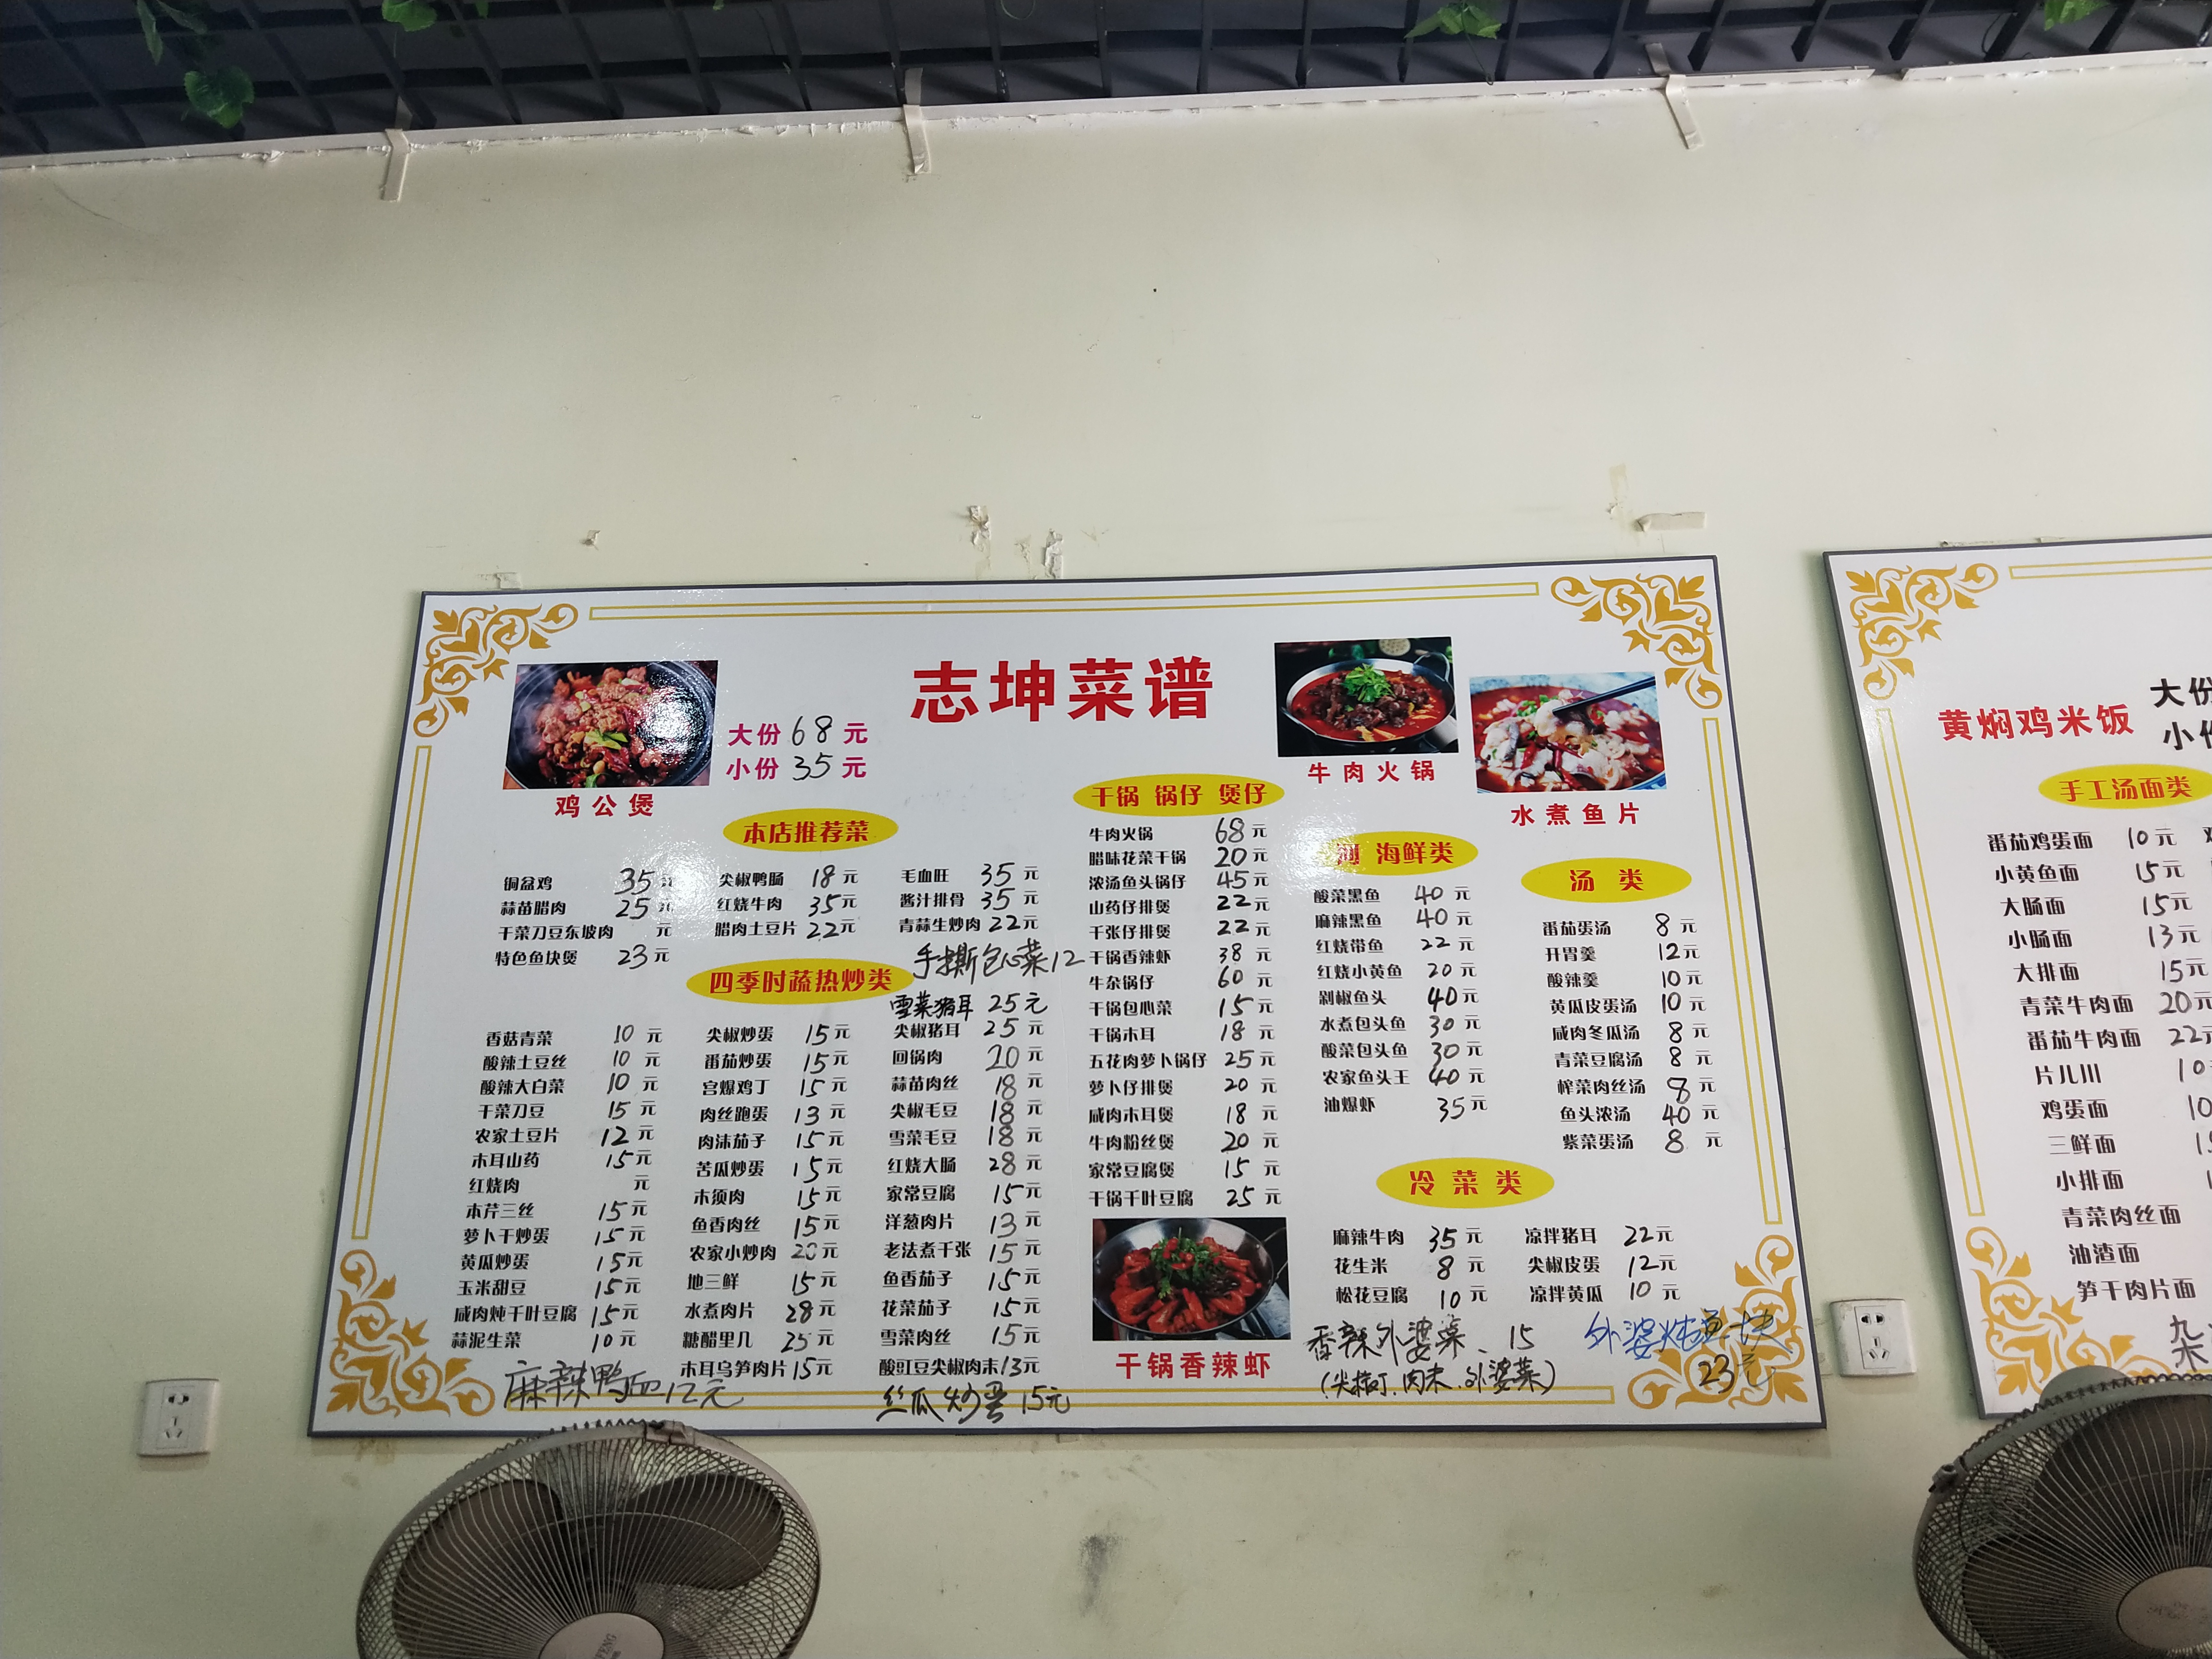 志坤菜谱
大份 68 元
小份 35 元
鸡公煲
牛肉火锅
水煮鱼片
本店推荐菜
铜盆鸡 35 元
蒜苗腊肉 25 元
干菜刀豆东坡肉 元
特色鱼块煲 23 元
尖椒鸭肠 18 元
红烧牛肉 35 元
腊肉土豆片 22 元
毛血旺 35 元
酱汁排骨 35 元
青蒜生炒肉 22 元
手撕包心菜 12
四季时蔬热炒类
雪菜猪耳 25元
香菇青菜 10 元
酸辣土豆丝 10 元
酸辣大白菜 10 元
干菜刀豆 15 元
农家土豆片 12 元
木耳山药 15 元
红烧肉 元
本芹三丝 15 元
萝卜干炒蛋 15 元
黄瓜炒蛋 15 元
玉米甜豆 15 元
咸肉炖千叶豆腐 15 元
蒜泥生菜 10 元
麻辣鸭血12元
尖椒炒蛋 15 元
番茄炒蛋 15 元
宫爆鸡丁 15 元
肉丝跑蛋 13 元
肉沫茄子 15 元
苦瓜炒蛋 15 元
木须肉 15 元
鱼香肉丝 15 元
农家小炒肉 20 元
地三鲜 15 元
水煮肉片 28 元
糖醋里几 25 元
木耳乌笋肉片 15 元
尖椒猪耳 25 元
回锅肉 20 元
蒜苗肉丝 18 元
尖椒毛豆 18 元
雪菜毛豆 18 元
红烧大肠 28 元
家常豆腐 15 元
洋葱肉片 13 元
老法煮千张 15 元
鱼香茄子 15 元
花菜茄子 15 元
雪菜肉丝 15 元
酸豇豆尖椒肉末 13 元
丝瓜炒蛋 15元
干锅 锅仔 煲仔
牛肉火锅 68 元
腊味花菜干锅 20 元
浓汤鱼头锅仔 45 元
山药仔排煲 22 元
千张仔排煲 22 元
干锅香辣虾 38 元
牛杂锅仔 60 元
干锅包心菜 15 元
干锅木耳 18 元
五花肉萝卜锅仔 25 元
萝卜仔排煲 20 元
咸肉木耳煲 18 元
牛肉粉丝煲 20 元
家常豆腐煲 15 元
干锅千叶豆腐 25 元
干锅香辣虾
河 海鲜类
酸菜黑鱼 40 元
麻辣黑鱼 40 元
红烧带鱼 22 元
红烧小黄鱼 20 元
剁椒鱼头 40 元
水煮包头鱼 30 元
酸菜包头鱼 30 元
农家鱼头王 40 元
油爆虾 35 元
汤 类
番茄蛋汤 8 元
开胃羹 12 元
酸辣羹 10 元
黄瓜皮蛋汤 10 元
咸肉冬瓜汤 8 元
青菜豆腐汤 8 元
榨菜肉丝汤 8 元
鱼头浓汤 40 元
紫菜蛋汤 8 元
冷菜类
麻辣牛肉 35 元
花生米 8 元
松花豆腐 10 元
凉拌猪耳 22 元
尖椒皮蛋 12 元
凉拌黄瓜 10 元
香辣外婆菜、15
(尖椒丁.肉末.外婆菜)
外婆炖鱼块
23元
黄焖鸡米饭
大份
小份
手工汤面类
番茄鸡蛋面 10 元
小黄鱼面 15 元
大肠面 15 元
小肠面 13 元
大排面 15 元
青菜牛肉面 20 元
番茄牛肉面 22 元
片儿川 10
鸡蛋面 10
三鲜面
小排面
青菜肉丝面
油渣面
笋干肉片面